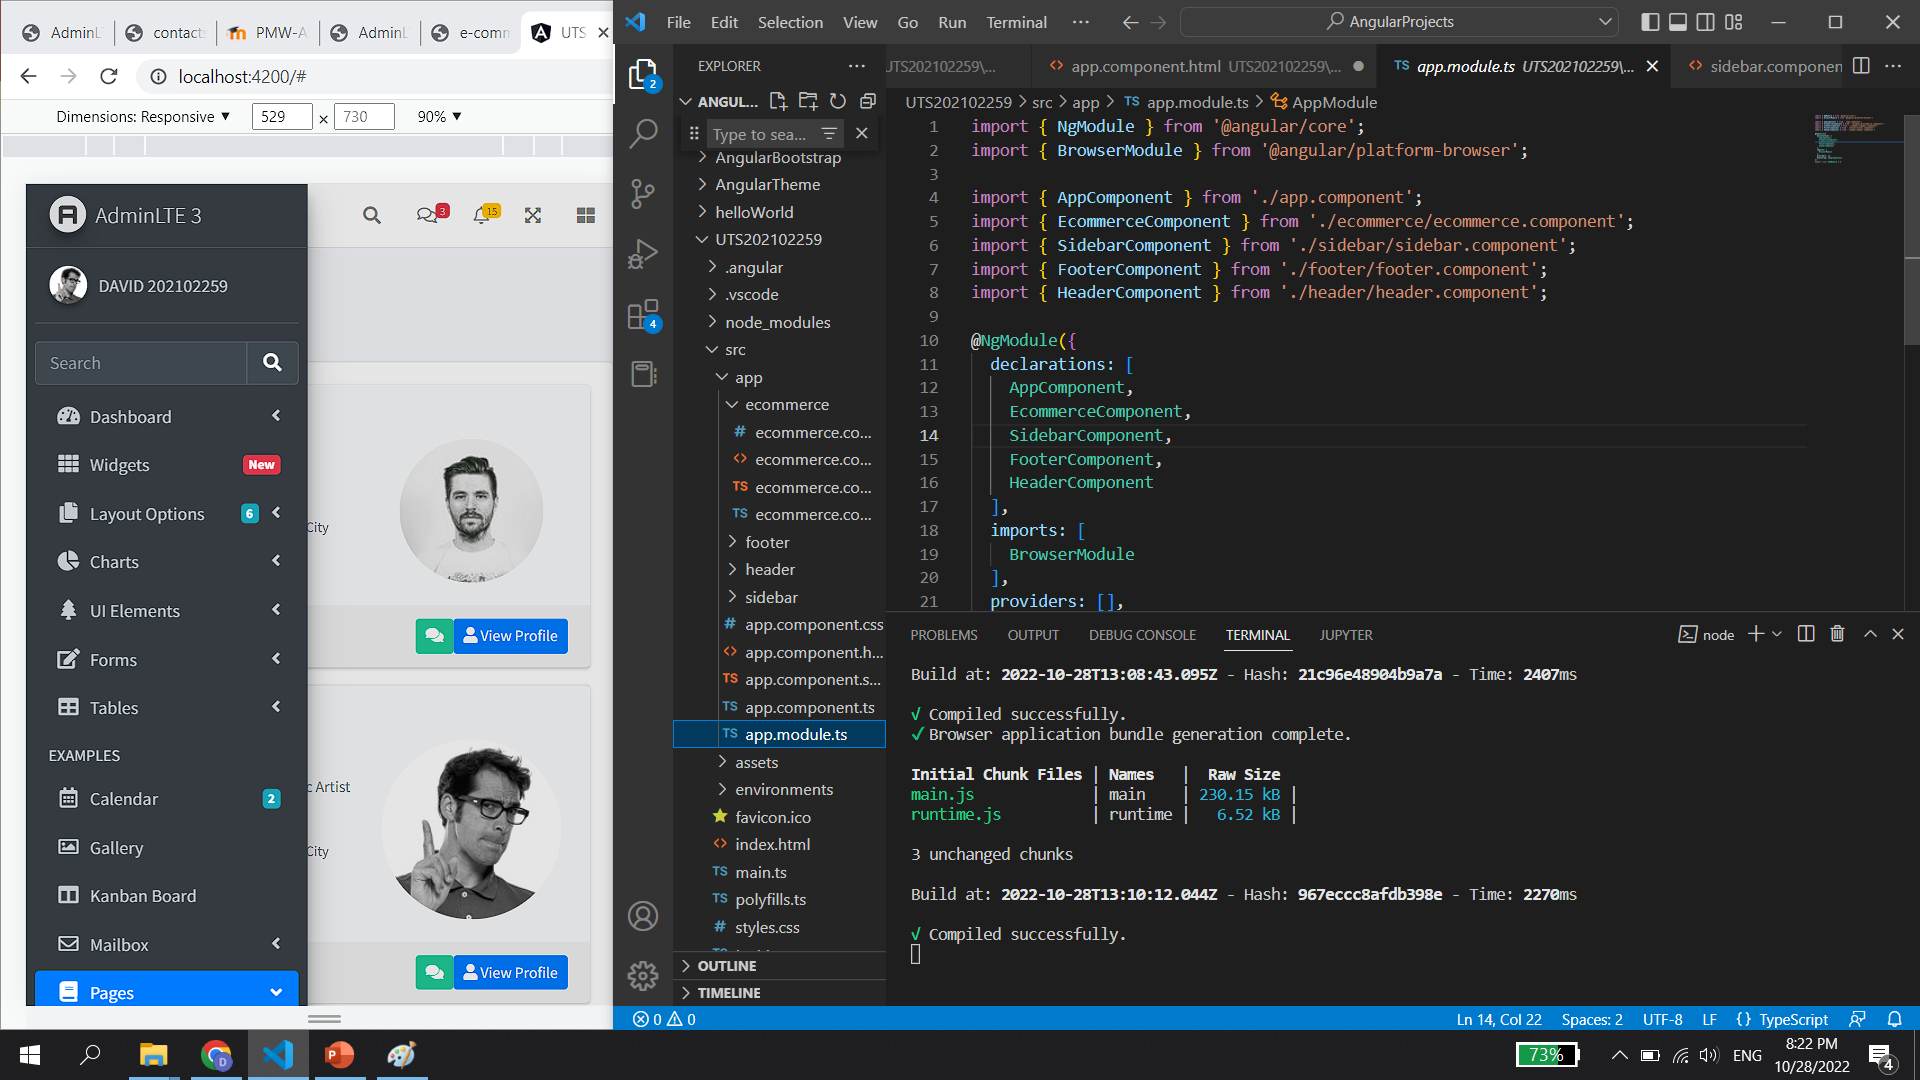 AdminL
contact
PMW-A
AdminL
e-comm
UTS
localhost:4200/#
Dimensions: Responsive ▼ 529 × 730 90% ▼
AdminLTE 3
3
15
DAVID 202102259
Search
Dashboard
Widgets New
Layout Options 6
Charts
UI Elements
Forms
Tables
EXAMPLES
Calendar 2
Gallery
Kanban Board
Mailbox
Pages
City
View Profile
c Artist
City
View Profile
File Edit Selection View Go Run Terminal ···
AngularProjects
2
4
EXPLORER
ANGUL...
Type to sea...
AngularBootstrap
AngularTheme
helloWorld
UTS202102259
.angular
.vscode
node_modules
src
app
ecommerce
# ecommerce.co...
<> ecommerce.co...
TS ecommerce.co...
TS ecommerce.co...
footer
header
sidebar
# app.component.css
<> app.component.h...
TS app.component.s...
TS app.component.ts
TS app.module.ts
assets
environments
favicon.ico
<> index.html
TS main.ts
TS polyfills.ts
# styles.css
OUTLINE
TIMELINE
UTS202102259\...
<> app.component.html UTS202102259\...
TS app.module.ts UTS202102259\...
<> sidebar.componen
UTS202102259 > src > app > TS app.module.ts > AppModule
1 import { NgModule } from '@angular/core';
2 import { BrowserModule } from '@angular/platform-browser';
3
4 import { AppComponent } from './app.component';
5 import { EcommerceComponent } from './ecommerce/ecommerce.component';
6 import { SidebarComponent } from './sidebar/sidebar.component';
7 import { FooterComponent } from './footer/footer.component';
8 import { HeaderComponent } from './header/header.component';
9
10 @NgModule({
11 declarations: [
12 AppComponent,
13 EcommerceComponent,
14 SidebarComponent,
15 FooterComponent,
16 HeaderComponent
17 ],
18 imports: [
19 BrowserModule
20 ],
21 providers: [],
PROBLEMS OUTPUT DEBUG CONSOLE TERMINAL JUPYTER
node
Build at: 2022-10-28T13:08:43.095Z - Hash: 21c96e48904b9a7a - Time: 2407ms
√ Compiled successfully.
✓ Browser application bundle generation complete.
Initial Chunk Files | Names | Raw Size
main.js | main | 230.15 kB |
runtime.js | runtime | 6.52 kB |
3 unchanged chunks
Build at: 2022-10-28T13:10:12.044Z - Hash: 967eccc8afdb398e - Time: 2270ms
√ Compiled successfully.
0 0
Ln 14, Col 22 Spaces: 2 UTF-8 LF {} TypeScript
73%
ENG
8:22 PM
10/28/2022
4